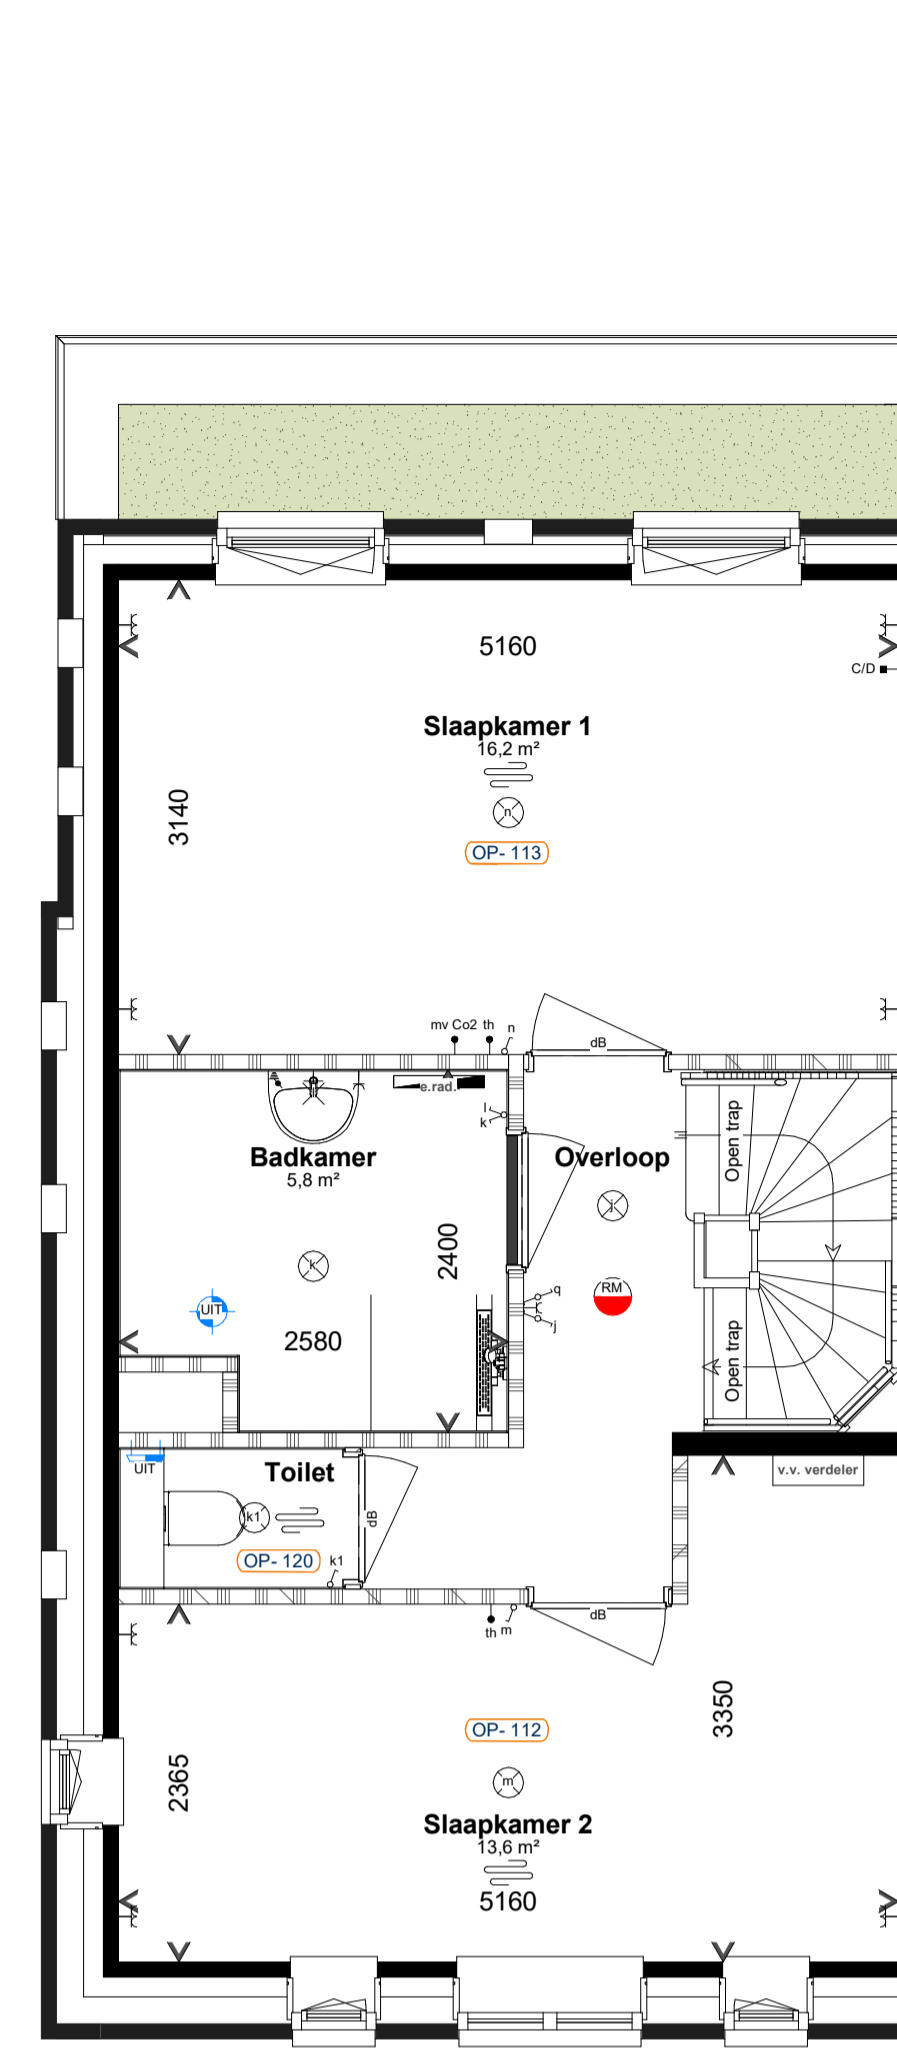 5160
C/D
Slaapkamer 1
16,2 m²
n
3140
OP- 113
mv Co2 th n
dB
e.rad.
l
k
Open trap
Badkamer
5,8 m²
Overloop
j
2400
k
RM
q
UIT
j
2580
Open trap
UIT
Toilet
v.v. verdeler
k1
dB
OP- 120
k1
dB
th m
3350
OP- 112
2365
m
Slaapkamer 2
13,6 m²
5160